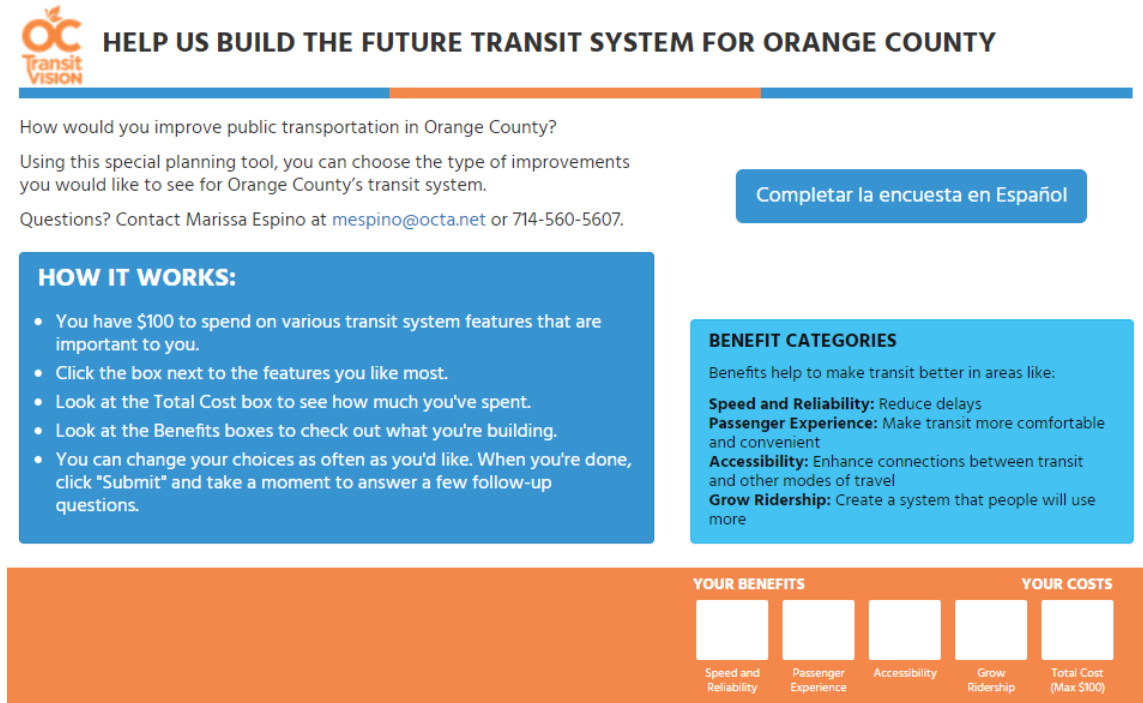 OC
Transit
VISION
HELP US BUILD THE FUTURE TRANSIT SYSTEM FOR ORANGE COUNTY
How would you improve public transportation in Orange County?
Using this special planning tool, you can choose the type of improvements
you would like to see for Orange County's transit system.
Questions? Contact Marissa Espino at mespino@octa.net or 714-560-5607.
Completar la encuesta en Español
HOW IT WORKS:
• You have $100 to spend on various transit system features that are
important to you.
• Click the box next to the features you like most.
• Look at the Total Cost box to see how much you've spent.
• Look at the Benefits boxes to check out what you're building.
• You can change your choices as often as you'd like. When you're done,
click "Submit" and take a moment to answer a few follow-up
questions.
BENEFIT CATEGORIES
Benefits help to make transit better in areas like:
Speed and Reliability: Reduce delays
Passenger Experience: Make transit more comfortable
and convenient
Accessibility: Enhance connections between transit
and other modes of travel
Grow Ridership: Create a system that people will use
more
YOUR BENEFITS
YOUR COSTS
Speed and
Reliability
Passenger
Experience
Accessibility
Grow
Ridership
Total Cost
(Max $100)